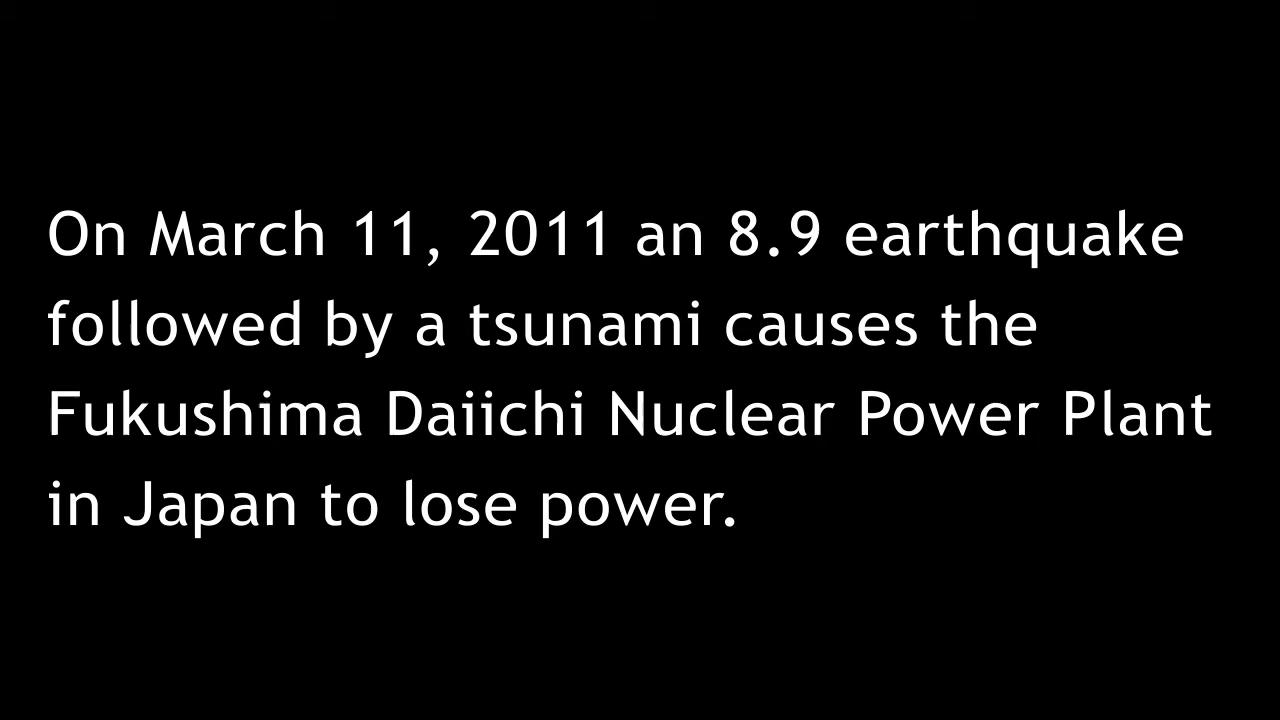 On March 11, 2011 an 8.9 earthquake
followed by a tsunami causes the
Fukushima Daiichi Nuclear Power Plant
in Japan to lose power.